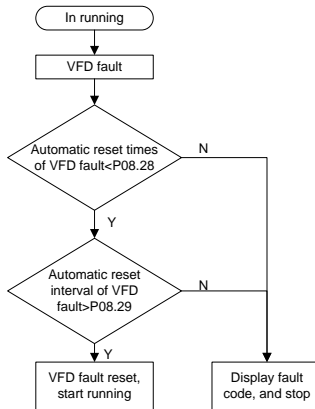 In running
VFD fault
Automatic reset times
of VFD fault<P08.28
N
Y
Automatic
reset
interval of VFD
fault>P08.29
N
Y
VFD fault reset,
start running
Display fault
code, and stop